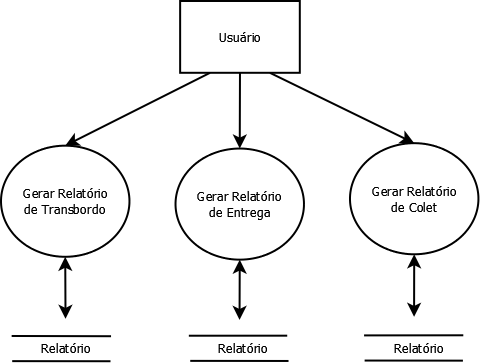 Usuário
Gerar Relatório
de Transbordo
Gerar Relatório
de Entrega
Gerar Relatório
de Colet
Relatório
Relatório
Relatório